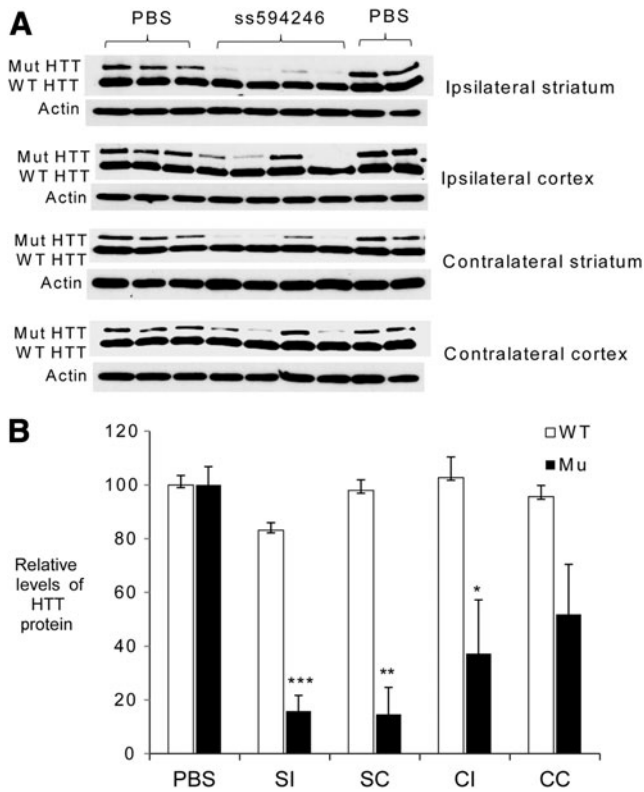 A
PBS ss594246 PBS
Mut HTT
WT HTT
Actin
Ipsilateral striatum
Mut HTT
WT HTT
Actin
Ipsilateral cortex
Mut HTT
WT HTT
Actin
Contralateral striatum
Mut HTT
WT HTT
Actin
Contralateral cortex
B
120
100
80
60
40
20
0
Relative
levels of
HTT
protein
WT
Mu
***
**
*
PBS SI SC CI CC